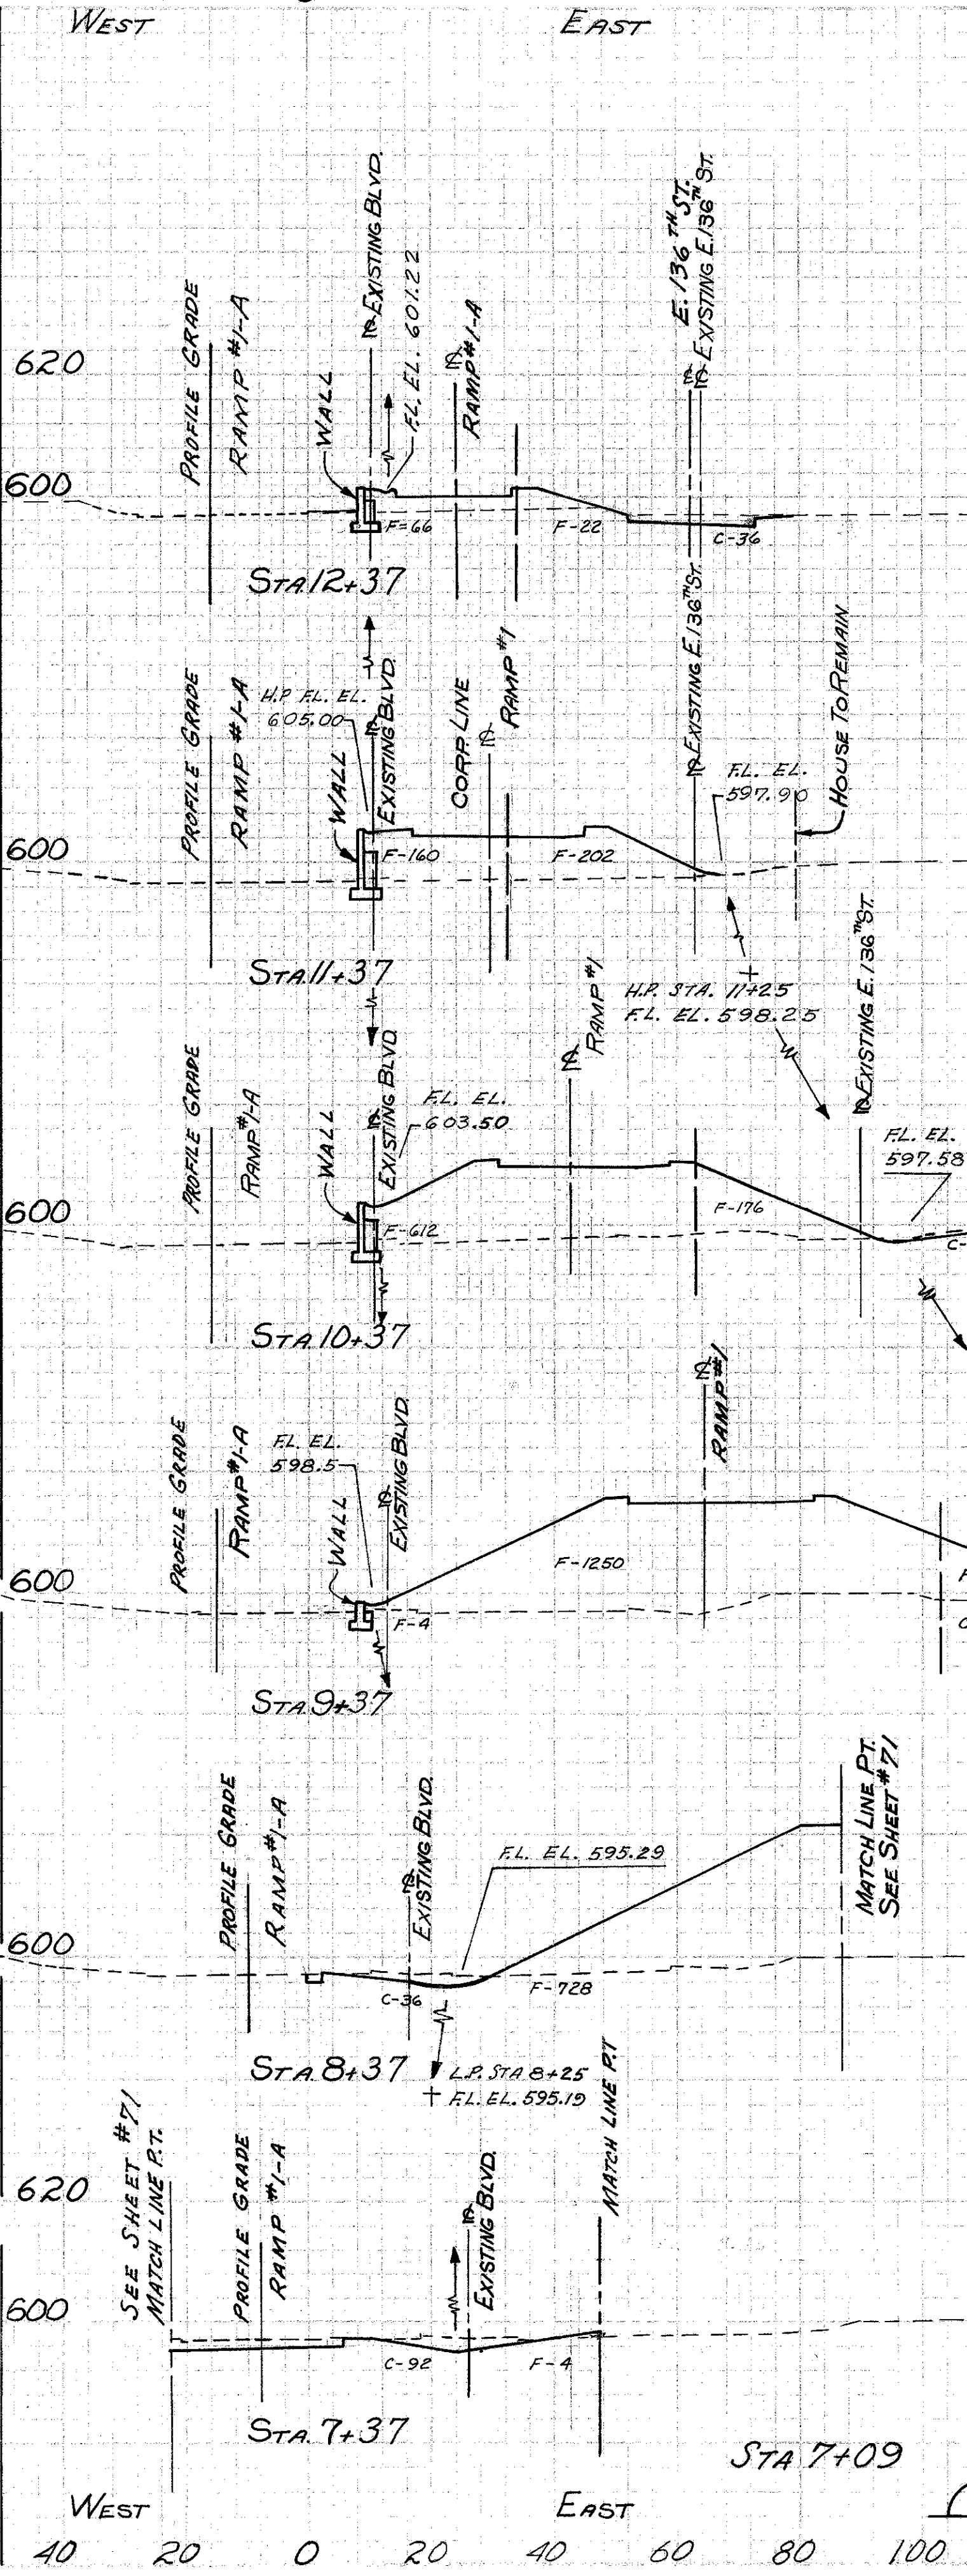 WEST
EAST
PROFILE GRADE
RAMP #1-A
WALL
EXISTING BLVD.
FL. EL. 601.22
RAMP #1-A
E. 136TH ST.
EXISTING E.136TH ST.
620
600
F=66
F-22
C-36
STA.12+37
PROFILE GRADE
RAMP #1-A
H.P. F.L. EL.
605.00
WALL
EXISTING BLVD.
CORP. LINE
RAMP #1
EXISTING E.136TH ST.
F.L. EL.
597.90
HOUSE TO REMAIN
600
F-160
F-202
STA.11+37
H.P. STA. 11+25
F.L. EL. 598.25
PROFILE GRADE
RAMP #1-A
WALL
EXISTING BLVD.
F.L. EL.
603.50
RAMP #1
EXISTING E.136TH ST.
F.L. EL.
597.58
600
F-612
F-176
C-
STA.10+37
PROFILE GRADE
RAMP #1-A
F.L. EL.
598.5
WALL
EXISTING BLVD.
RAMP #1
600
F-4
F-1250
F
STA.9+37
PROFILE GRADE
RAMP #1-A
EXISTING BLVD.
F.L. EL. 595.29
MATCH LINE PT.
SEE SHEET #71
600
C-36
F-728
STA.8+37
L.P. STA 8+25
F.L. EL. 595.19
SEE SHEET #71
MATCH LINE P.T.
PROFILE GRADE
RAMP #1-A
EXISTING BLVD.
MATCH LINE P.T
620
600
C-92
F-4
STA.7+37
STA 7+09
WEST
EAST
40 20 0 20 40 60 80 100